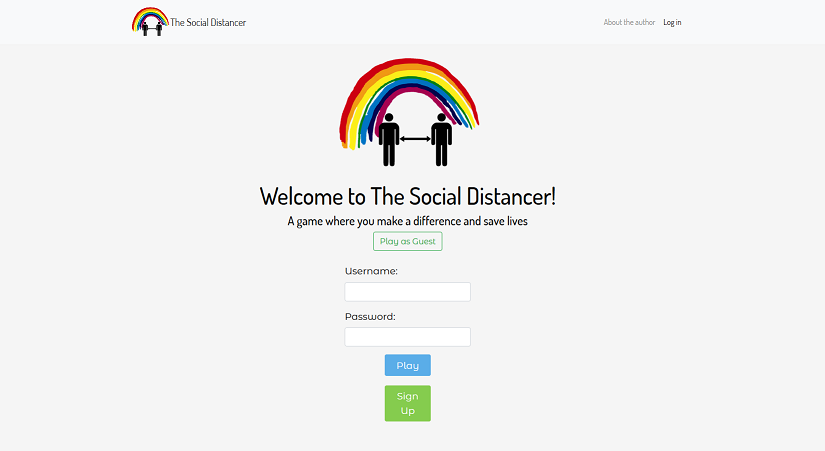 The Social Distancer
About the author Log in
Welcome to The Social Distancer!
A game where you make a difference and save lives
Play as Guest
Username:
Password:
Play
Sign
Up